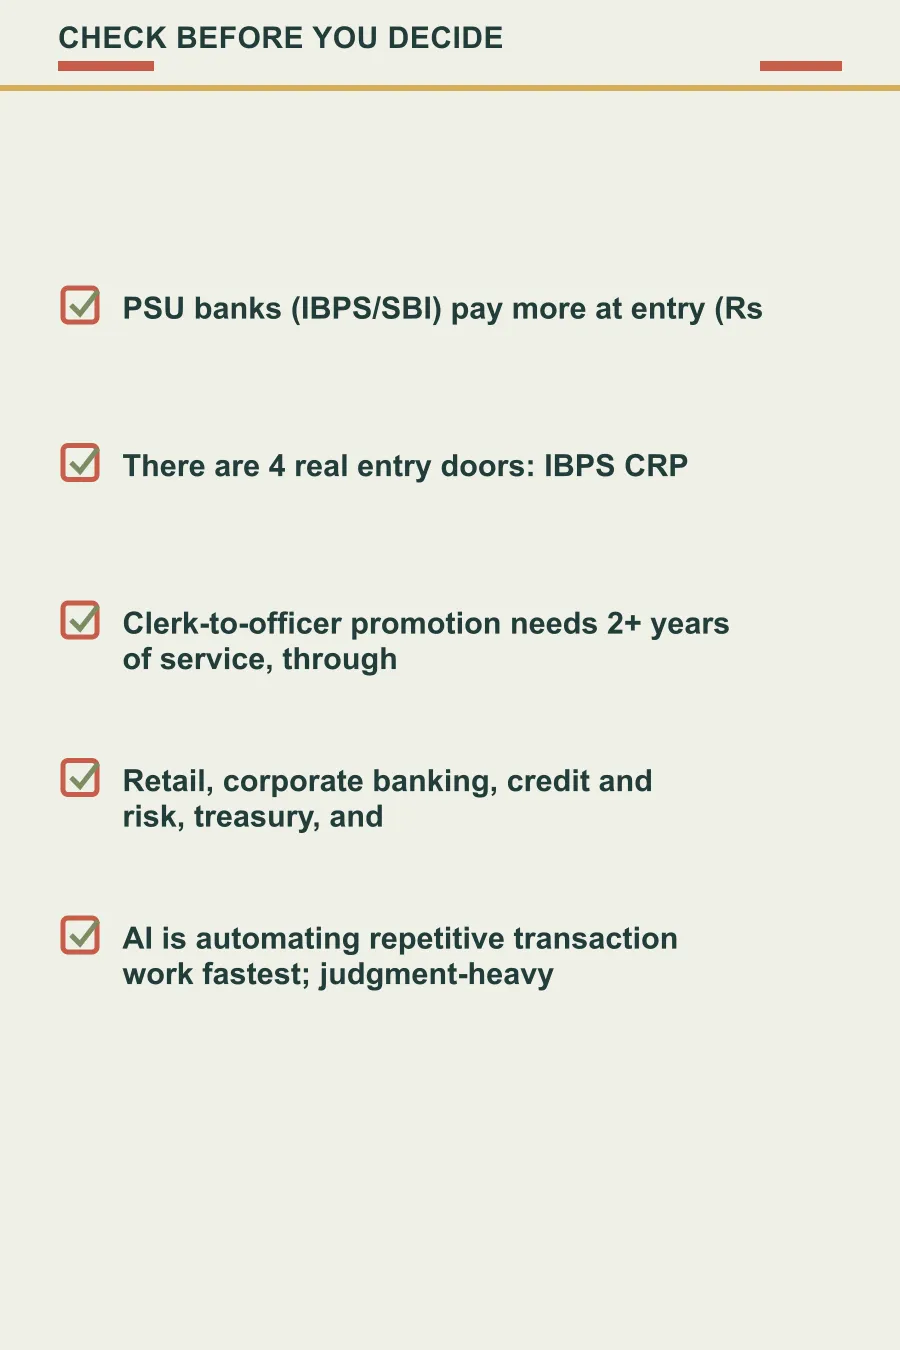 CHECK BEFORE YOU DECIDE
PSU banks (IBPS/SBI) pay more at entry (Rs
There are 4 real entry doors: IBPS CRP
Clerk-to-officer promotion needs 2+ years
of service, through
Retail, corporate banking, credit and
risk, treasury, and
AI is automating repetitive transaction
work fastest; judgment-heavy